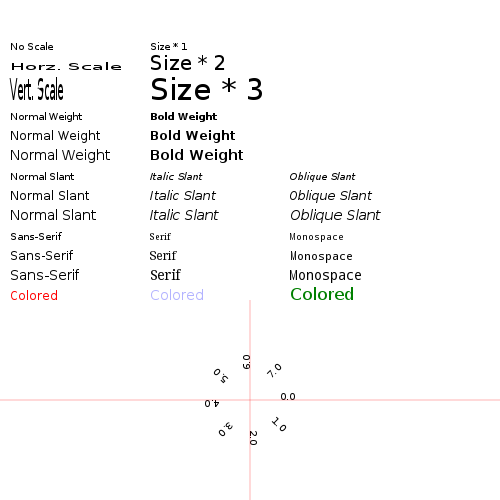 No Scale Size * 1
Horz. Scale Size * 2
Vert. Scale Size * 3
Normal Weight Bold Weight
Normal Weight Bold Weight
Normal Weight Bold Weight
Normal Slant Italic Slant Oblique Slant
Normal Slant Italic Slant Oblique Slant
Normal Slant Italic Slant Oblique Slant
Sans-Serif Serif Monospace
Sans-Serif Serif Monospace
Sans-Serif Serif Monospace
Colored Colored Colored
6.0
5.0 7.0
4.0 0.0
3.0 1.0
2.0